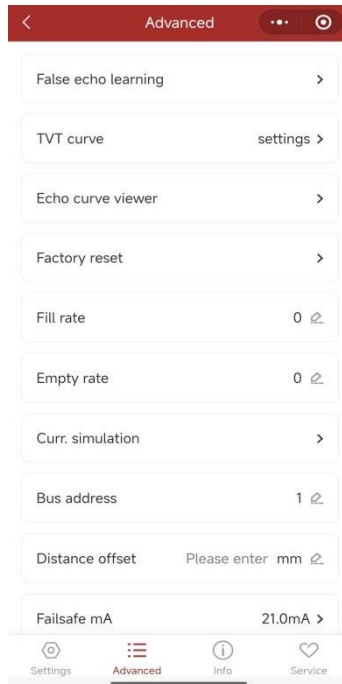 Advanced
False echo learning
TVT curve settings
Echo curve viewer
Factory reset
Fill rate 0
Empty rate 0
Curr. simulation
Bus address 1
Distance offset Please enter mm
Failsafe mA 21.0mA
Settings Advanced Info Service